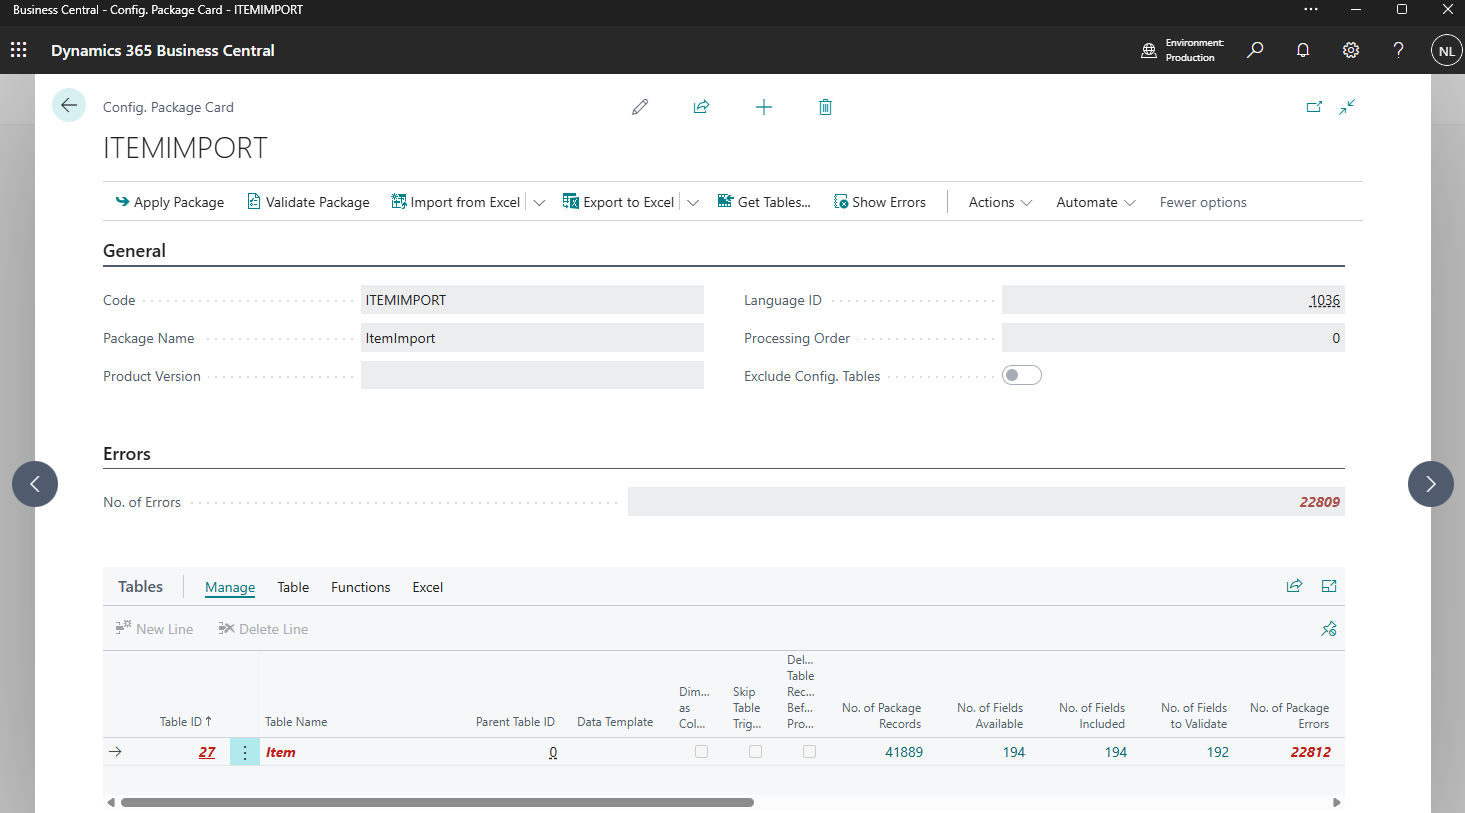 Business Central - Config. Package Card - ITEMIMPORT
Dynamics 365 Business Central
Environment:
Production
NL
Config. Package Card
ITEMIMPORT
Apply Package
Validate Package
Import from Excel
Export to Excel
Get Tables...
Show Errors
Actions
Automate
Fewer options
General
Code
ITEMIMPORT
Language ID
1036
Package Name
ItemImport
Processing Order
0
Product Version
Exclude Config. Tables
Errors
No. of Errors
22809
Tables
Manage
Table
Functions
Excel
New Line
Delete Line
Table ID ↑
Table Name
Parent Table ID
Data Template
Dim...
as
Col...
Skip
Table
Trig...
Del...
Table
Rec...
Bef...
Pro...
No. of Package
Records
No. of Fields
Available
No. of Fields
Included
No. of Fields
to Validate
No. of Package
Errors
27
Item
0
41889
194
194
192
22812